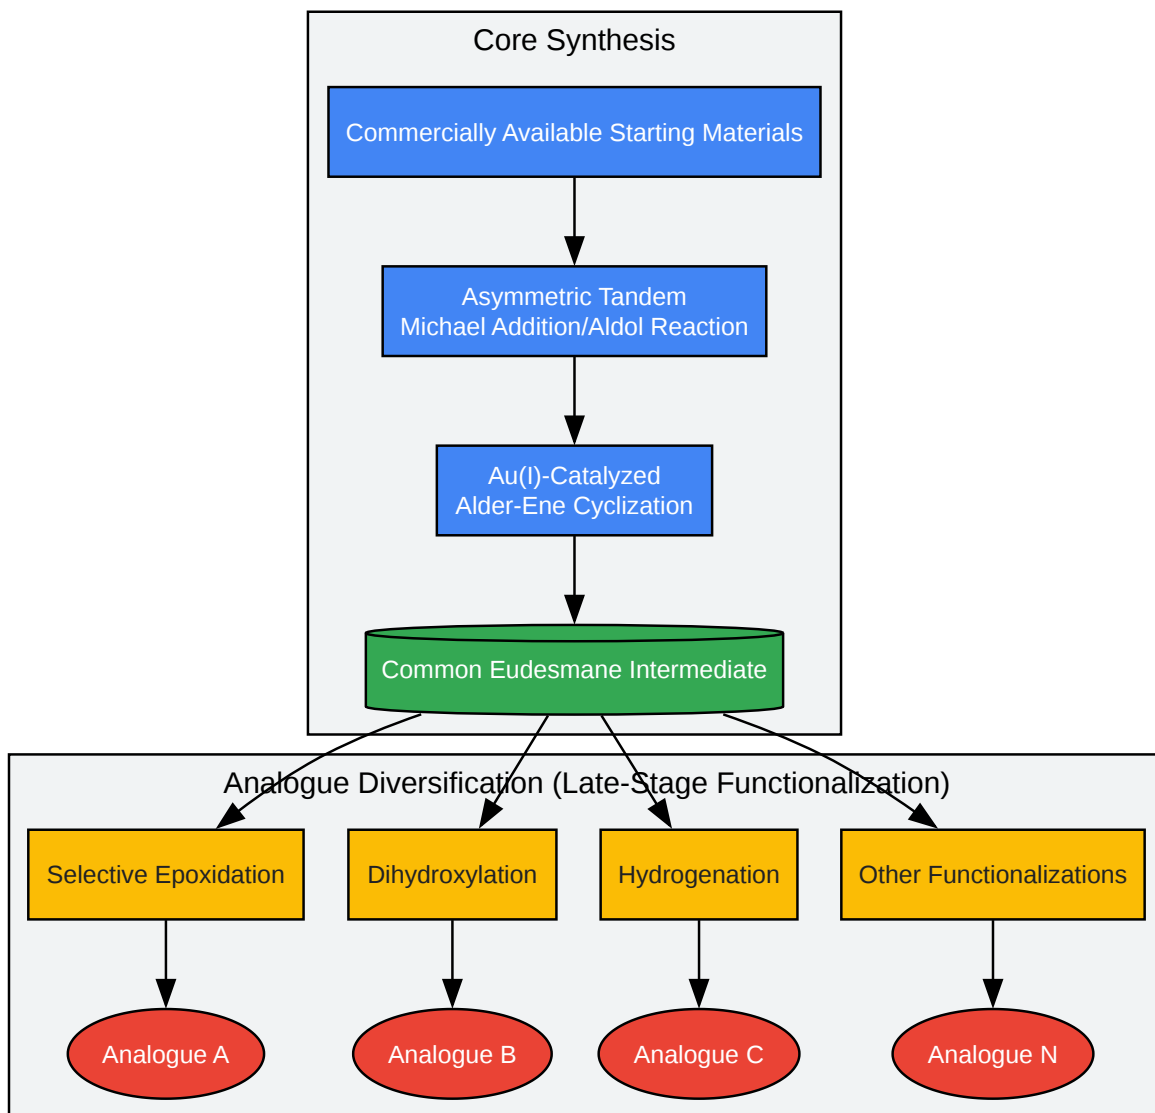 Core Synthesis
Commercially Available Starting Materials
Asymmetric Tandem
Michael Addition/Aldol Reaction
Au(I)-Catalyzed
Alder-Ene Cyclization
Common Eudesmane Intermediate
Analogue Diversification (Late-Stage Functionalization)
Selective Epoxidation
Dihydroxylation
Hydrogenation
Other Functionalizations
Analogue A
Analogue B
Analogue C
Analogue N